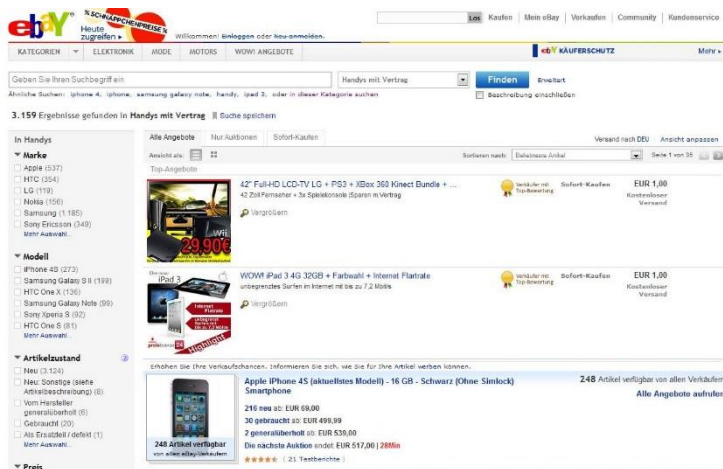 ebaY
% SCHNÄPPCHENPREISE %
Heute
zugreifen ▸
Willkommen! Einloggen oder Neu-anmelden.
Los Kaufen | Mein eBay | Verkaufen | Community | Kundenservice
KATEGORIEN ELEKTRONIK MODE MOTORS WOW! ANGEBOTE
ebaY KÄUFERSCHUTZ Mehr ▸
Geben Sie Ihren Suchbegriff ein Handys mit Vertrag Finden Erweitert
Ähnliche Suchen: iphone 4, iphone, samsung galaxy note, handy, ipad 3, oder in dieser Kategorie suchen
Beschreibung einschließen
3.159 Ergebnisse gefunden in Handys mit Vertrag Suche speichern
In Handys
Marke
Apple (537)
HTC (354)
LG (119)
Nokia (156)
Samsung (1.185)
Sony Ericsson (349)
Mehr Auswahl...
Modell
iPhone 4S (273)
Samsung Galaxy S II (199)
HTC One X (136)
Samsung Galaxy Note (99)
Sony Xperia S (92)
HTC One S (81)
Mehr Auswahl...
Artikelzustand
Neu (3.124)
Neu: Sonstige (siehe
Artikelbeschreibung) (8)
Vom Hersteller
generalüberholt (6)
Gebraucht (20)
Als Ersatzteil / defekt (1)
Mehr Auswahl...
Preis
Alle Angebote Nur Auktionen Sofort-Kaufen
Versand nach DEU Ansicht anpassen
Ansicht als:
Sortieren nach: Beliebteste Artikel Seite 1 von 35
Top-Angebote
Wii
29,90€
42" Full-HD LCD-TV LG + PS3 + XBox 360 Kinect Bundle + ...
42 Zoll Fernseher + 3x Spielekonsole |Sparen m.Vertrag
Vergrößern
Verkäufer mit
Top-Bewertung
Sofort-Kaufen
EUR 1,00
Kostenloser
Versand
iPad 3
Internet
Flatrate
Highlight
WOW! iPad 3 4G 32GB + Farbwahl + Internet Flartrate
unbegrenztes Surfen im Internet mit bis zu 7,2 Mbit/s
Vergrößern
Verkäufer mit
Top-Bewertung
Sofort-Kaufen
EUR 1,00
Kostenloser
Versand
Erhöhen Sie Ihre Verkaufschancen. Informieren Sie sich, wie Sie für Ihre Artikel werben können.
248 Artikel verfügbar
von allen eBay-Verkäufern
Apple iPhone 4S (aktuellstes Modell) - 16 GB - Schwarz (Ohne Simlock)
Smartphone
216 neu ab: EUR 69,00
30 gebraucht ab: EUR 499,99
2 generalüberholt ab: EUR 539,00
Die nächste Auktion endet: EUR 517,00 | 28Min
( 21 Testberichte )
248 Artikel verfügbar von allen Verkäufern
Alle Angebote aufrufen